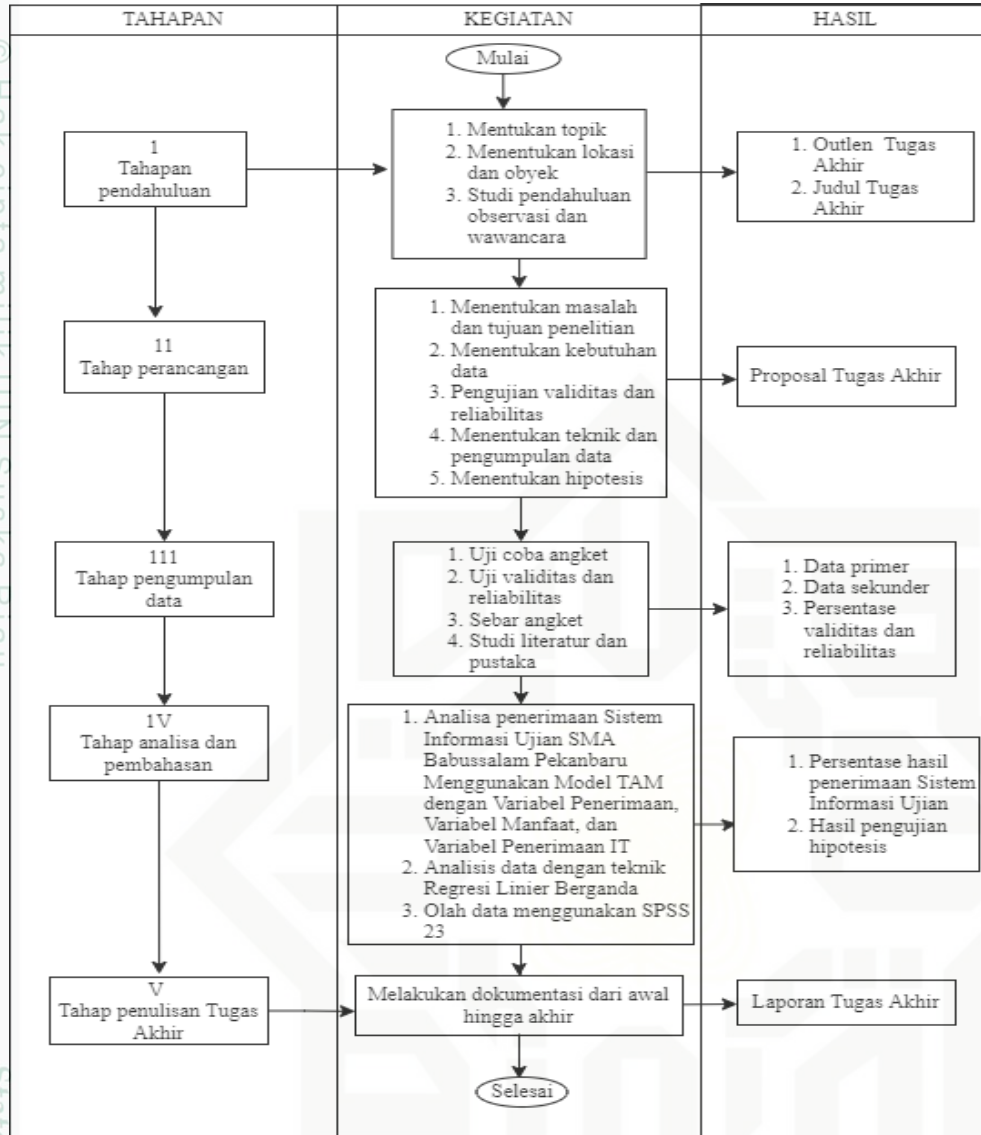 TAHAPAN
KEGIATAN
HASIL
Mulai
1
Tahapan
pendahuluan
1. Mentukan topik
2. Menentukan lokasi
dan obyek
3. Studi pendahuluan
observasi dan
wawancara
1. Outlen Tugas
Akhir
2. Judul Tugas
Akhir
11
Tahap perancangan
1. Menentukan masalah
dan tujuan penelitian
2. Menentukan kebutuhan
data
3. Pengujian validitas dan
reliabilitas
4. Menentukan teknik dan
pengumpulan data
5. Menentukan hipotesis
Proposal Tugas Akhir
111
Tahap pengumpulan
data
1. Uji coba angket
2. Uji validitas dan
reliabilitas
3. Sebar angket
4. Studi literatur dan
pustaka
1. Data primer
2. Data sekunder
3. Persentase
validitas dan
reliabilitas
1V
Tahap analisa dan
pembahasan
1. Analisa penerimaan Sistem
Informasi Ujian SMA
Babussalam Pekanbaru
Menggunakan Model TAM
dengan Variabel Penerimaan,
Variabel Manfaat, dan
Variabel Penerimaan IT
2. Analisis data dengan teknik
Regresi Linier Berganda
3. Olah data menggunakan SPSS
23
1. Persentase hasil
penerimaan Sistem
Informasi Ujian
2. Hasil pengujian
hipotesis
V
Tahap penulisan Tugas
Akhir
Melakukan dokumentasi dari awal
hingga akhir
Laporan Tugas Akhir
Selesai